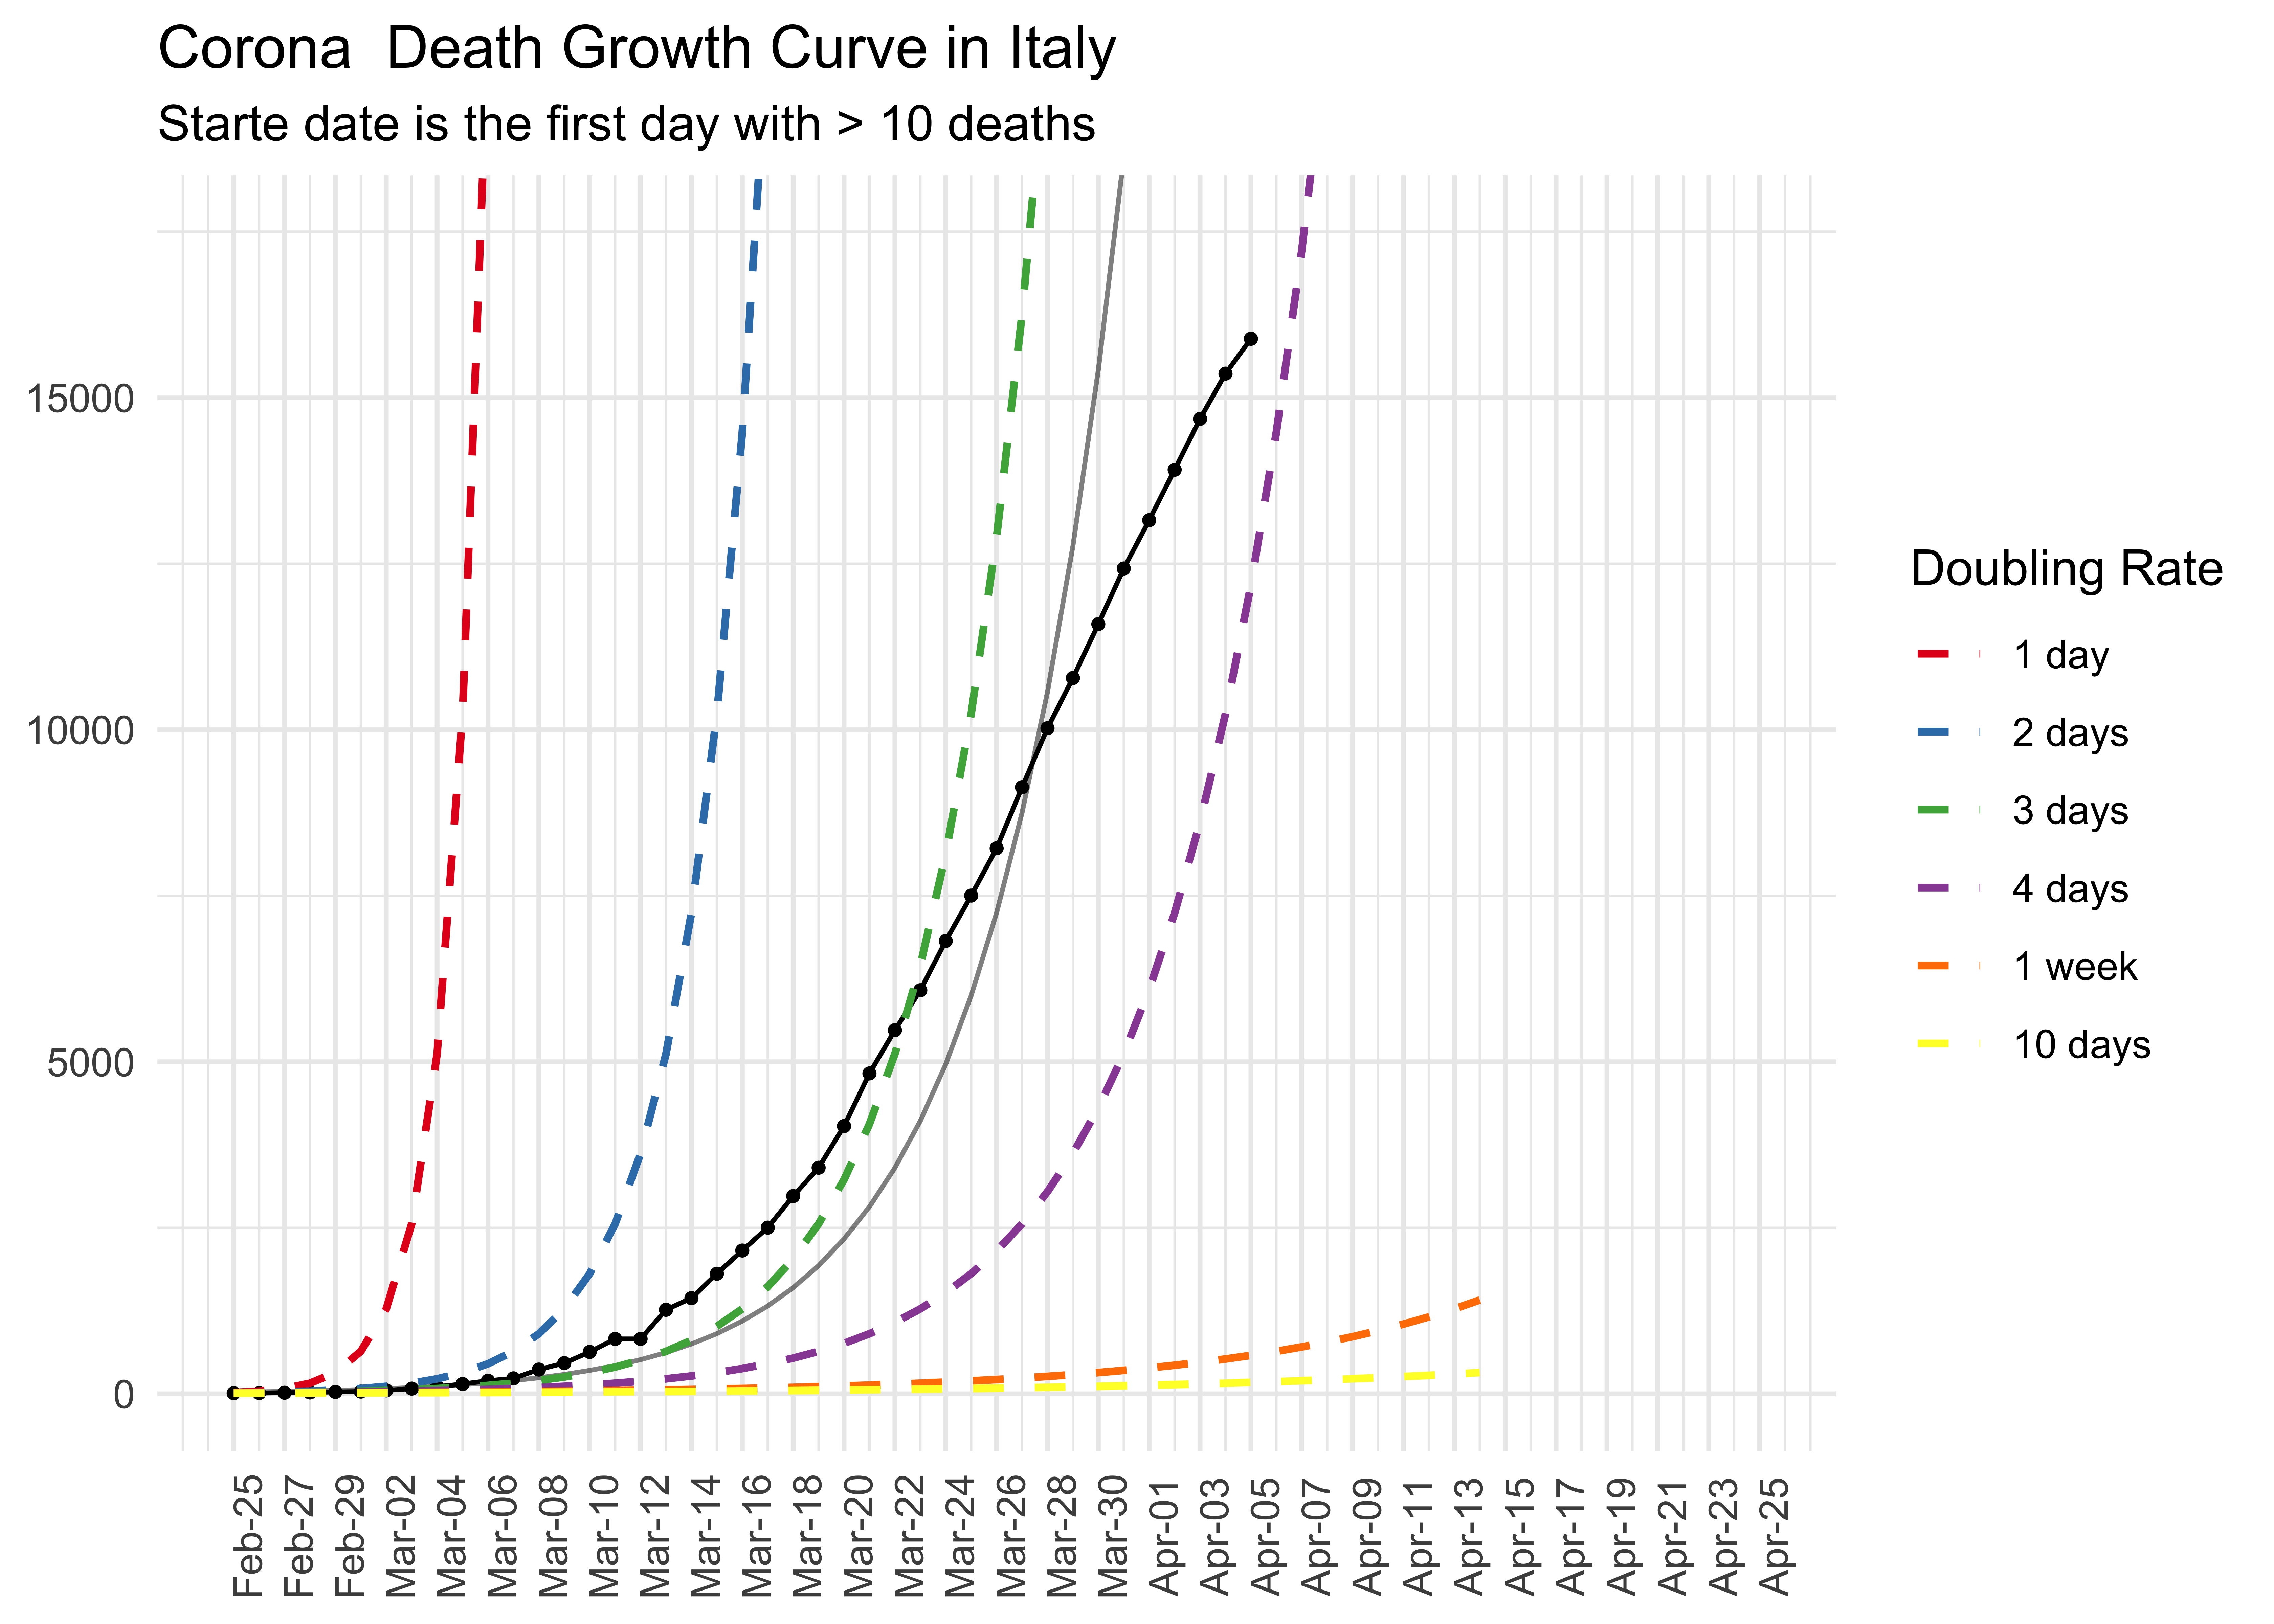 Corona  Death Growth Curve in Italy
Starte date is the first day with > 10 deaths
15000
10000
5000
0
Feb-25
Feb-27
Feb-29
Mar-02
Mar-04
Mar-06
Mar-08
Mar-10
Mar-12
Mar-14
Mar-16
Mar-18
Mar-20
Mar-22
Mar-24
Mar-26
Mar-28
Mar-30
Apr-01
Apr-03
Apr-05
Apr-07
Apr-09
Apr-11
Apr-13
Apr-15
Apr-17
Apr-19
Apr-21
Apr-23
Apr-25
Doubling Rate
1 day
2 days
3 days
4 days
1 week
10 days